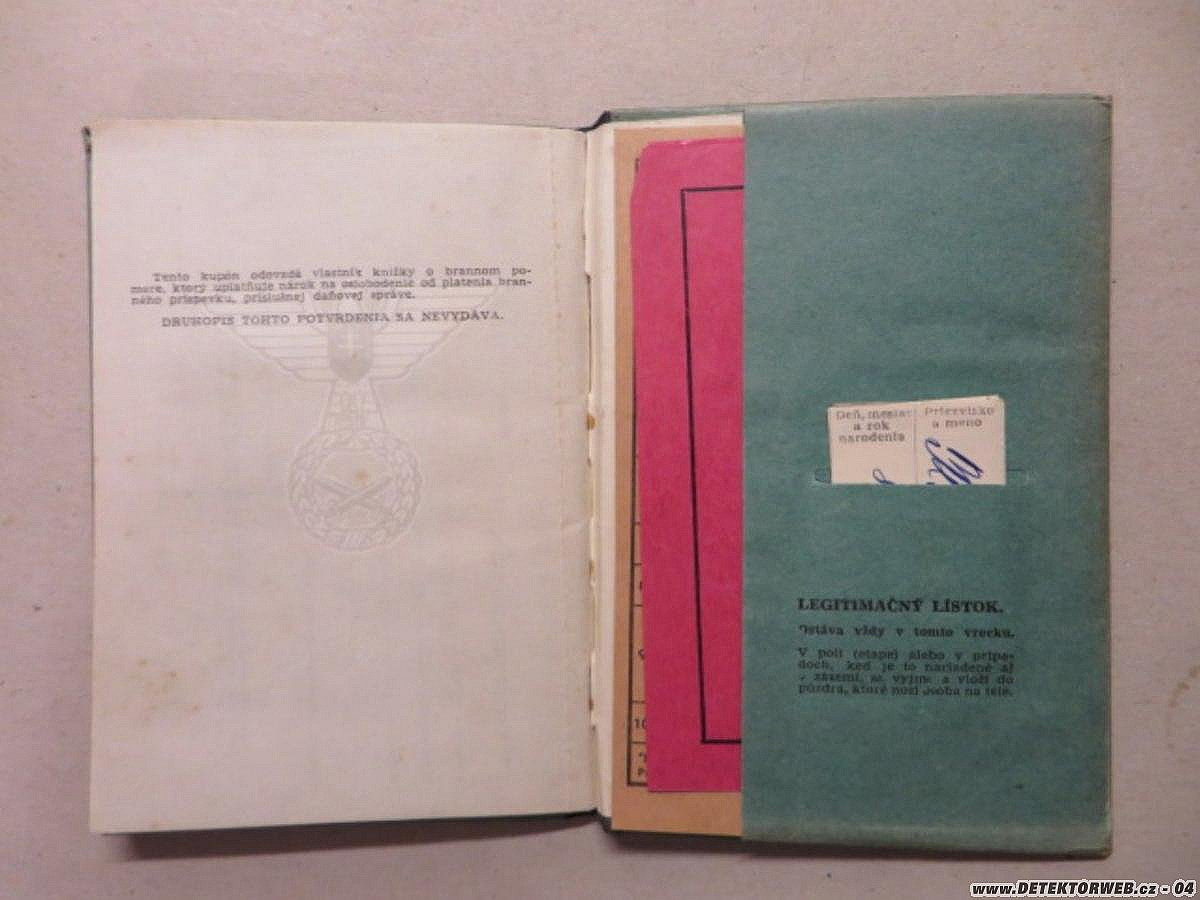 Tento kupón odovzdá vlastník knižky o brannom po-
mere, ktorý uplatňuje nárok na oslobodenie od platenia bran-
ného príspevku, príslušnej daňovej správe.
DRUHOPIS TOHTO POTVRDENIA SA NEVYDÁVA.
Deň, mesiac
a rok
narodenia
Priezvisko
a meno
LEGITIMAČNÝ LÍSTOK.
Ostáva vždy v tomto vrecku.
V poli (etape) alebo v prípa-
doch, keď je to nariadené aj
v zázemí, sa vyjme a vloží do
púzdra, ktoré nosí osoba na tele.
10
www.DETEKTORWEB.cz - 04